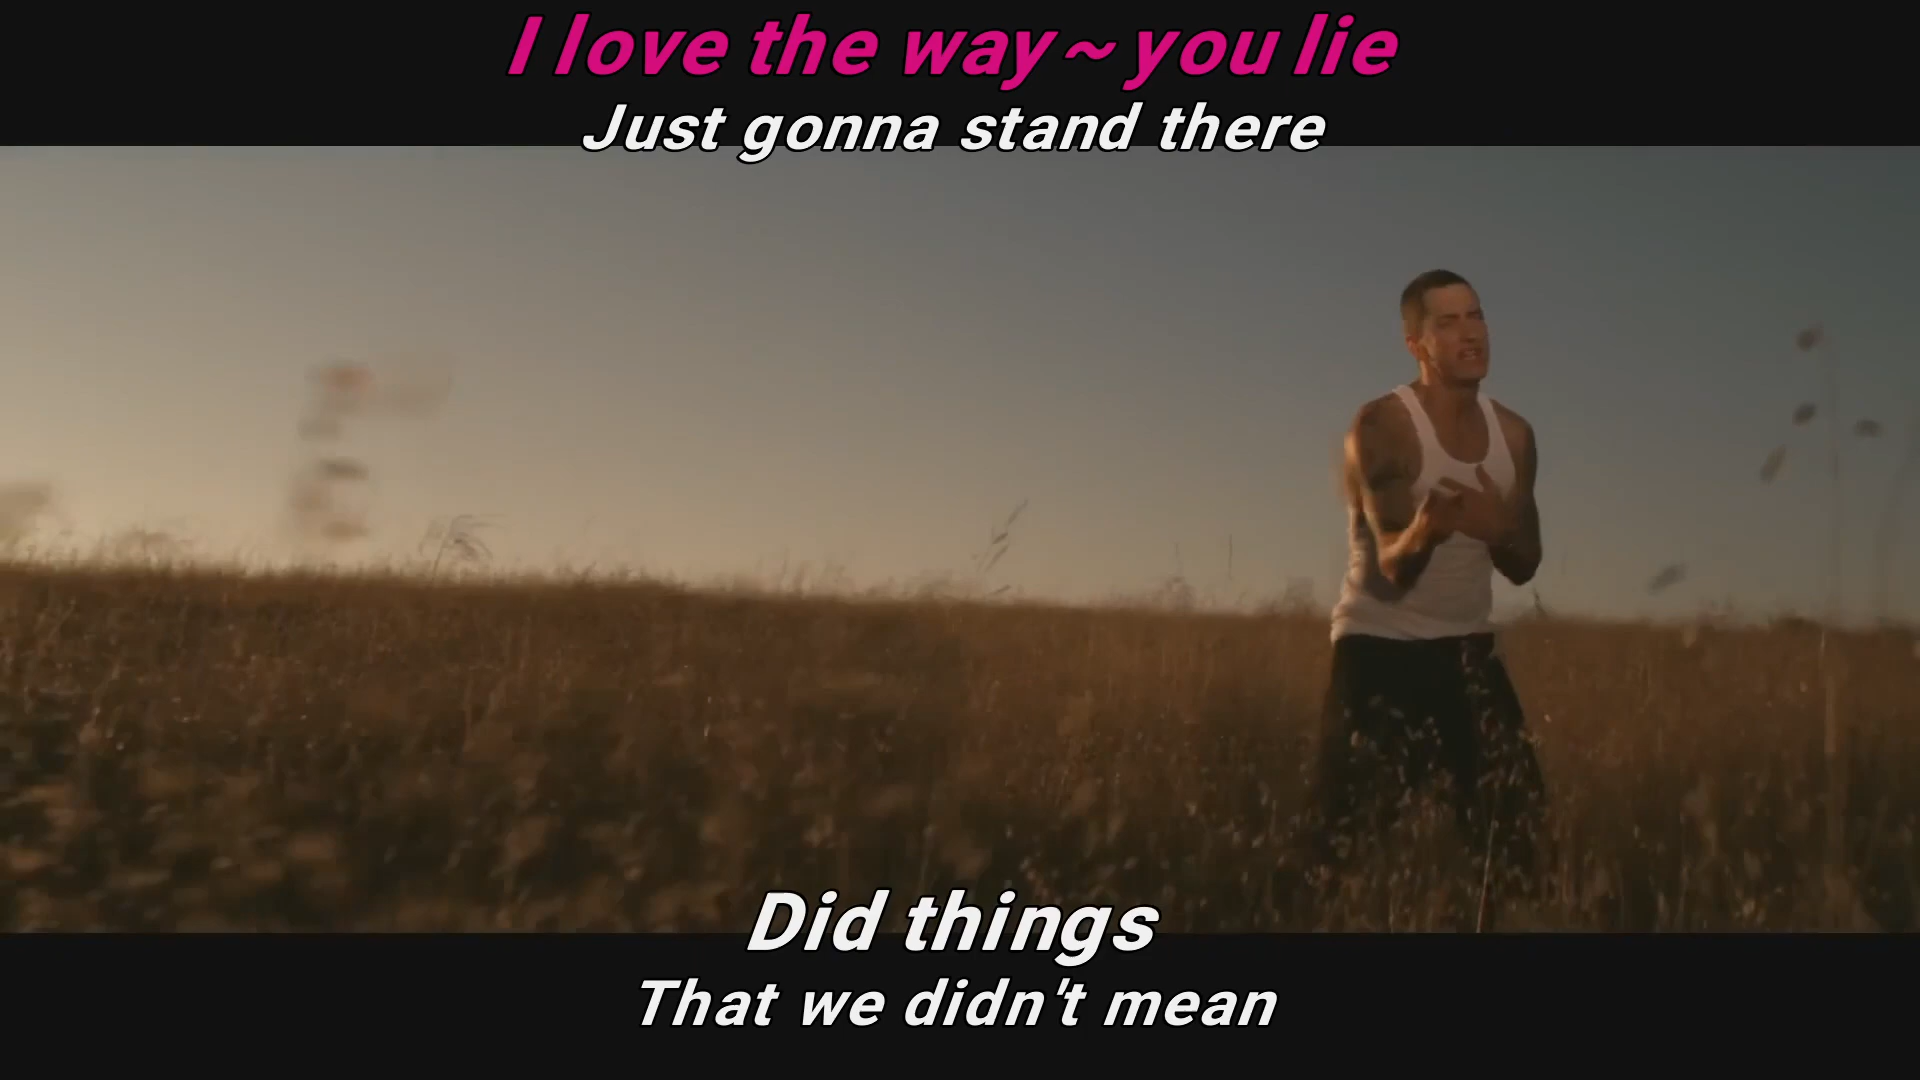 I love the way~you lie
Just gonna stand there
Did things
That we didn't mean